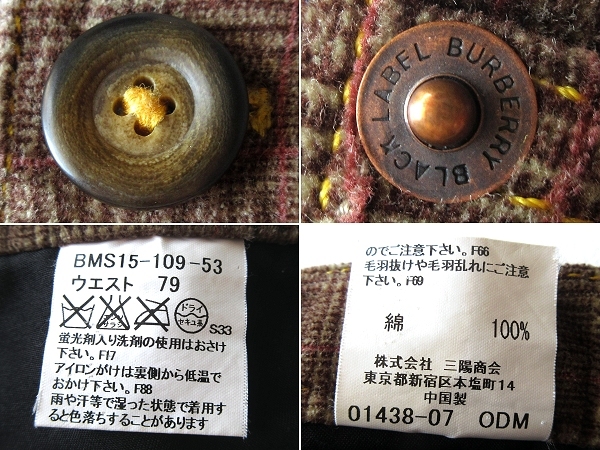 BLACK LABEL BURBERRY
BMS15-109-53
ウエスト 79
エンソサラシ
ドライ
セキユ系
S33
蛍光剤入り洗剤の使用はおさけ
下さい。F17
アイロンがけは裏側から低温で
おかけ下さい。F88
雨や汗等で湿った状態で着用す
ると色落ちすることがあります
のでご注意下さい。F66
毛羽抜けや毛羽乱れにご注意
下さい。F69
綿 100%
株式会社 三陽商会
東京都新宿区本塩町14
中国製
01438-07 ODM